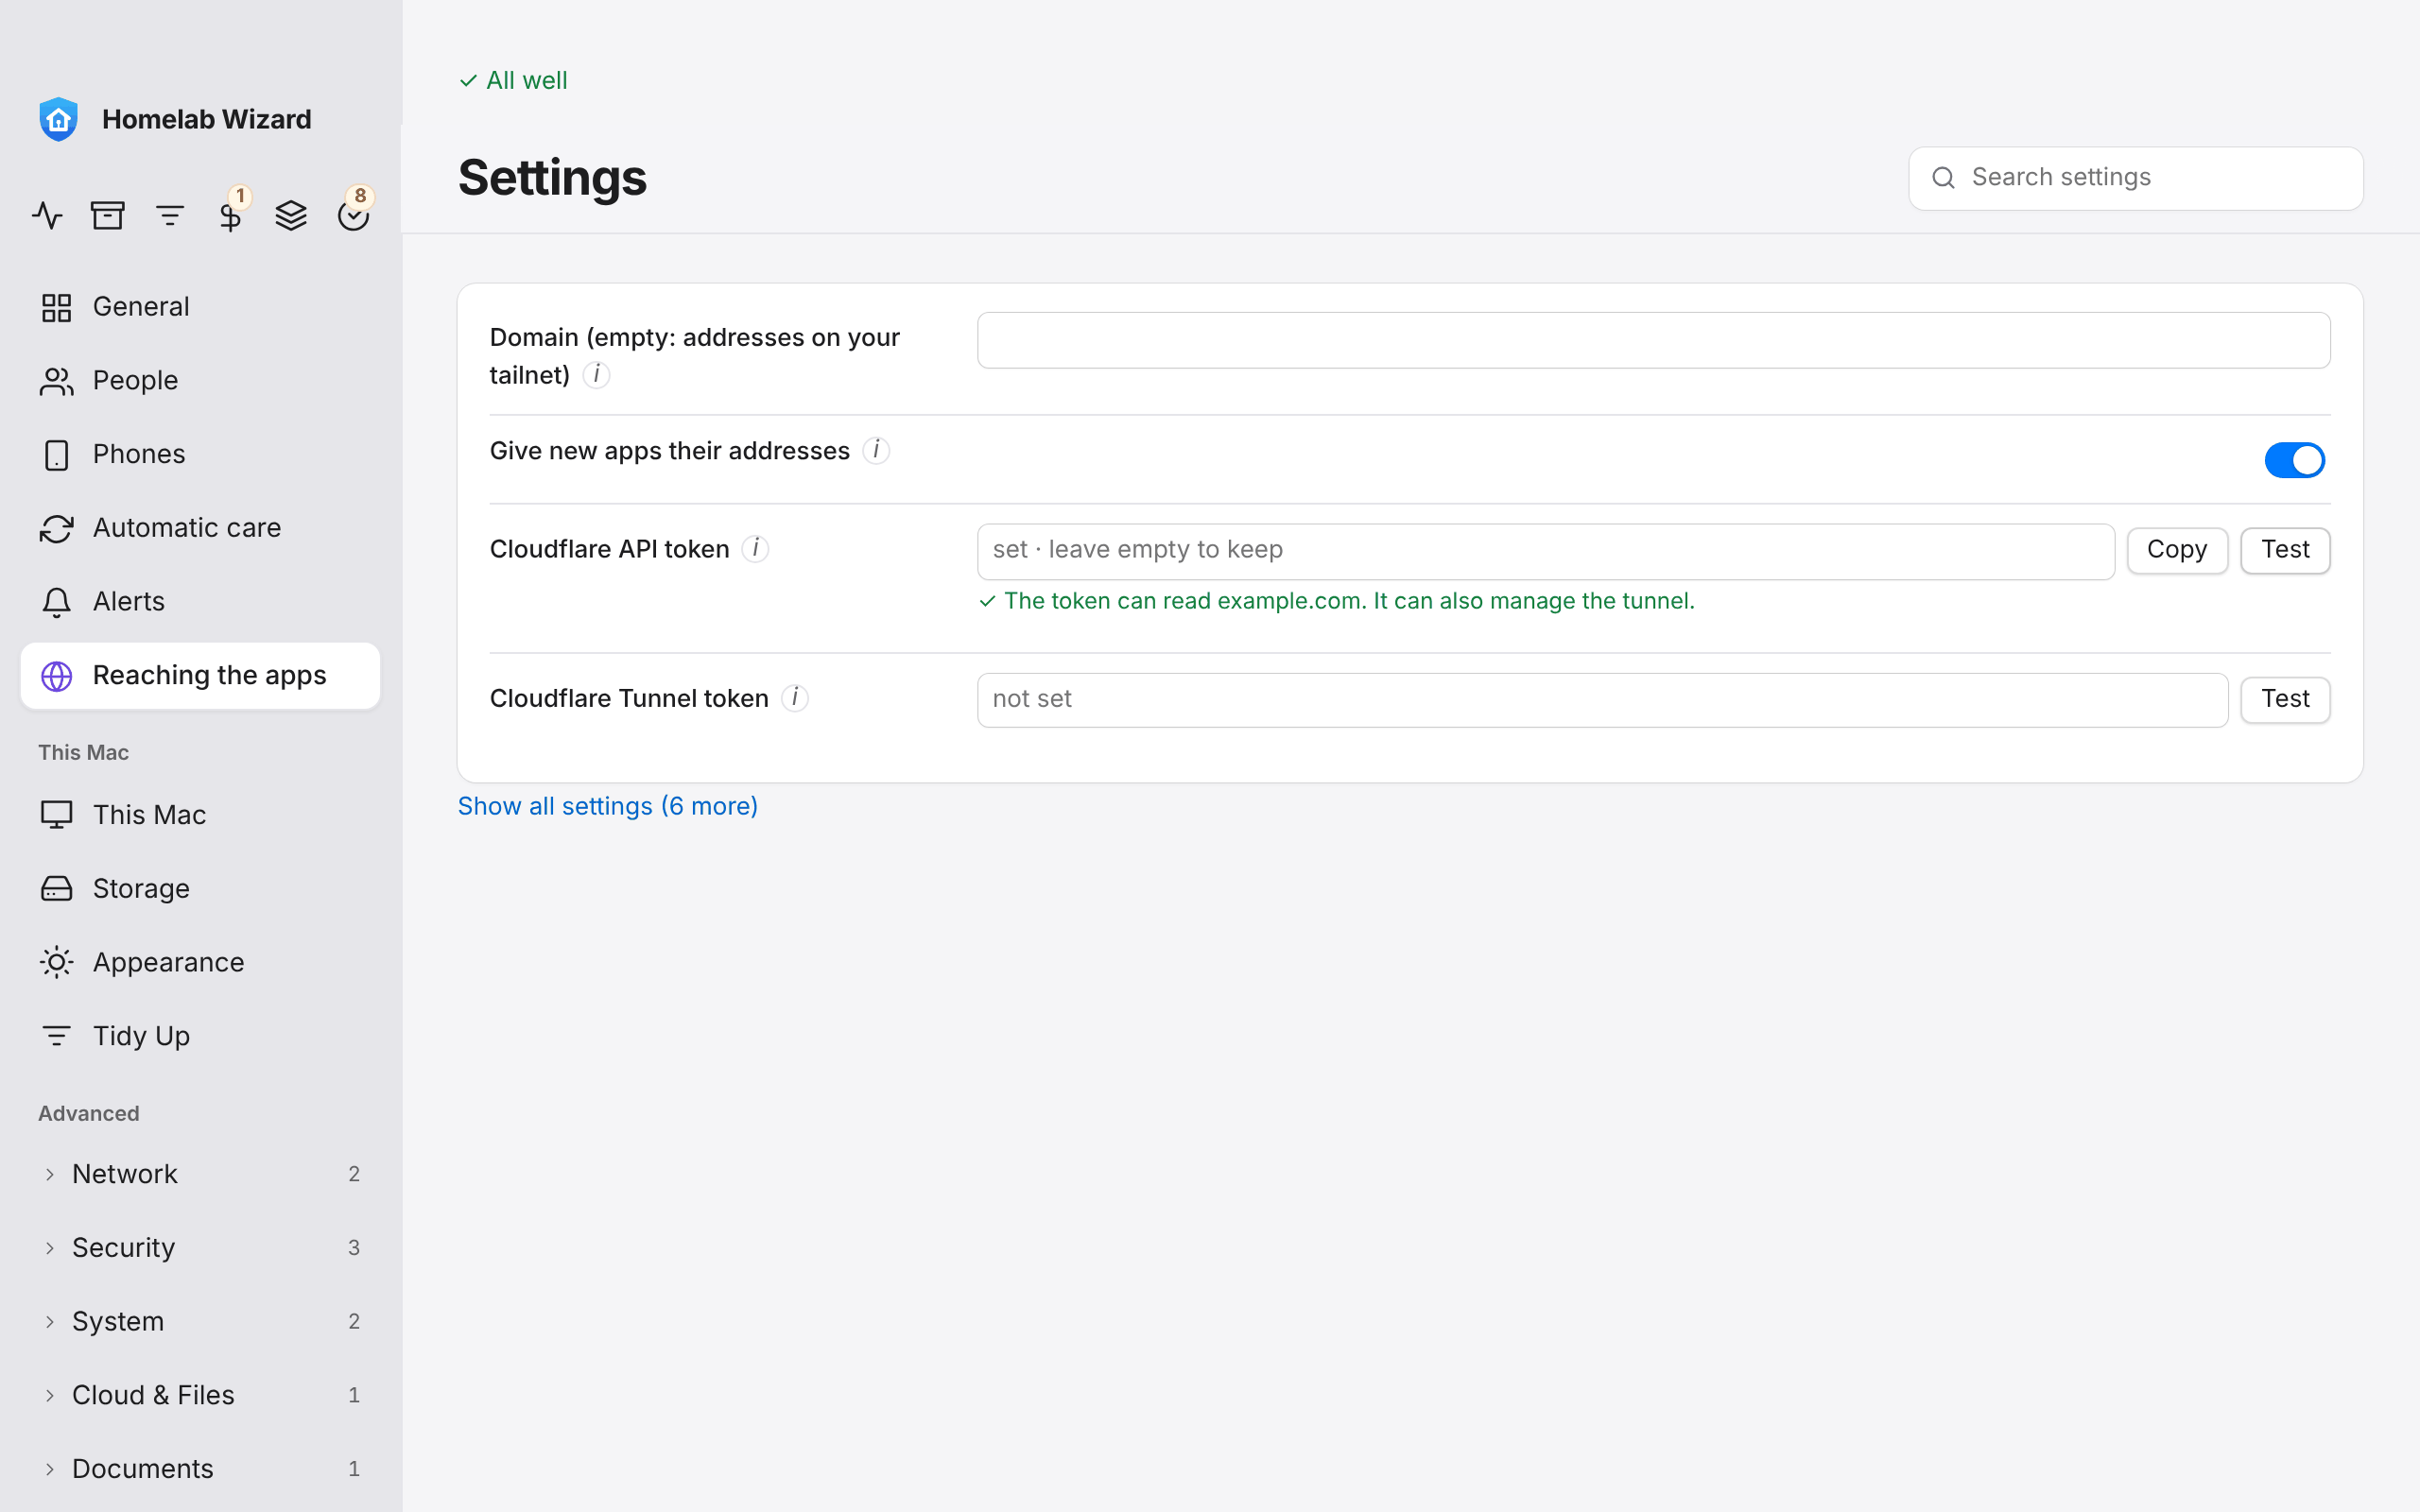 Homelab Wizard
1
8
General
People
Phones
Automatic care
Alerts
Reaching the apps
This Mac
This Mac
Storage
Appearance
Tidy Up
Advanced
Network 2
Security 3
System 2
Cloud & Files 1
Documents 1
All well
Settings
Search settings
Domain (empty: addresses on your
tailnet) i
Give new apps their addresses i
Cloudflare API token i
set · leave empty to keep
Copy
Test
The token can read example.com. It can also manage the tunnel.
Cloudflare Tunnel token i
not set
Test
Show all settings (6 more)